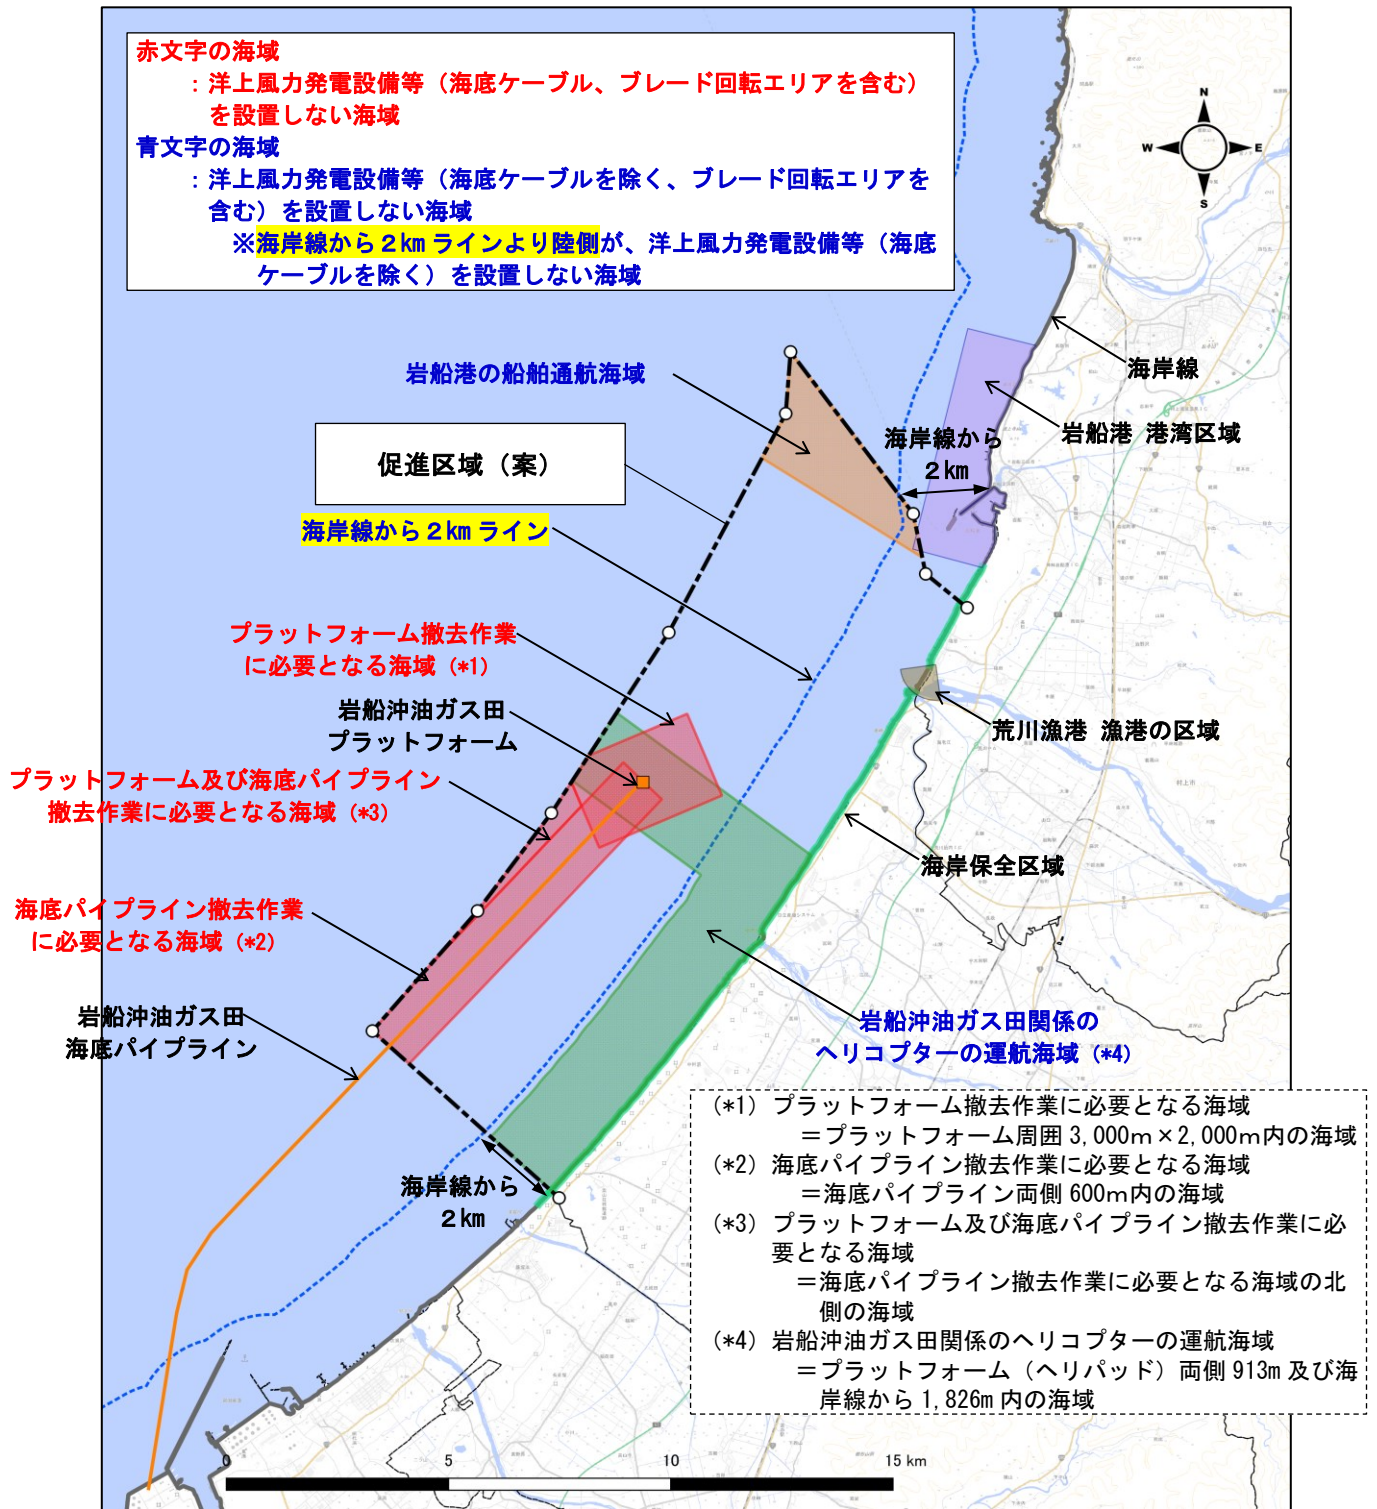 赤文字の海域
：洋上風力発電設備等（海底ケーブル、ブレード回転エリアを含む）
を設置しない海域
青文字の海域
：洋上風力発電設備等（海底ケーブルを除く、ブレード回転エリアを
含む）を設置しない海域
※海岸線から２kmラインより陸側が、洋上風力発電設備等（海底
ケーブルを除く）を設置しない海域
N
W
E
S
岩船港の船舶通航海域
海岸線
岩船港 港湾区域
海岸線から
２km
促進区域（案）
海岸線から２kmライン
プラットフォーム撤去作業
に必要となる海域（*1）
岩船沖油ガス田
プラットフォーム
荒川漁港 漁港の区域
プラットフォーム及び海底パイプライン
撤去作業に必要となる海域（*3）
海岸保全区域
海底パイプライン撤去作業
に必要となる海域（*2）
岩船沖油ガス田
海底パイプライン
岩船沖油ガス田関係の
ヘリコプターの運航海域（*4）
海岸線から
２km
（*1）プラットフォーム撤去作業に必要となる海域
＝プラットフォーム周囲3,000ｍ×2,000ｍ内の海域
（*2）海底パイプライン撤去作業に必要となる海域
＝海底パイプライン両側600ｍ内の海域
（*3）プラットフォーム及び海底パイプライン撤去作業に必
要となる海域
＝海底パイプライン撤去作業に必要となる海域の北
側の海域
（*4）岩船沖油ガス田関係のヘリコプターの運航海域
＝プラットフォーム（ヘリパッド）両側913m及び海
岸線から1,826m内の海域
村上市
0 5 10 15 km